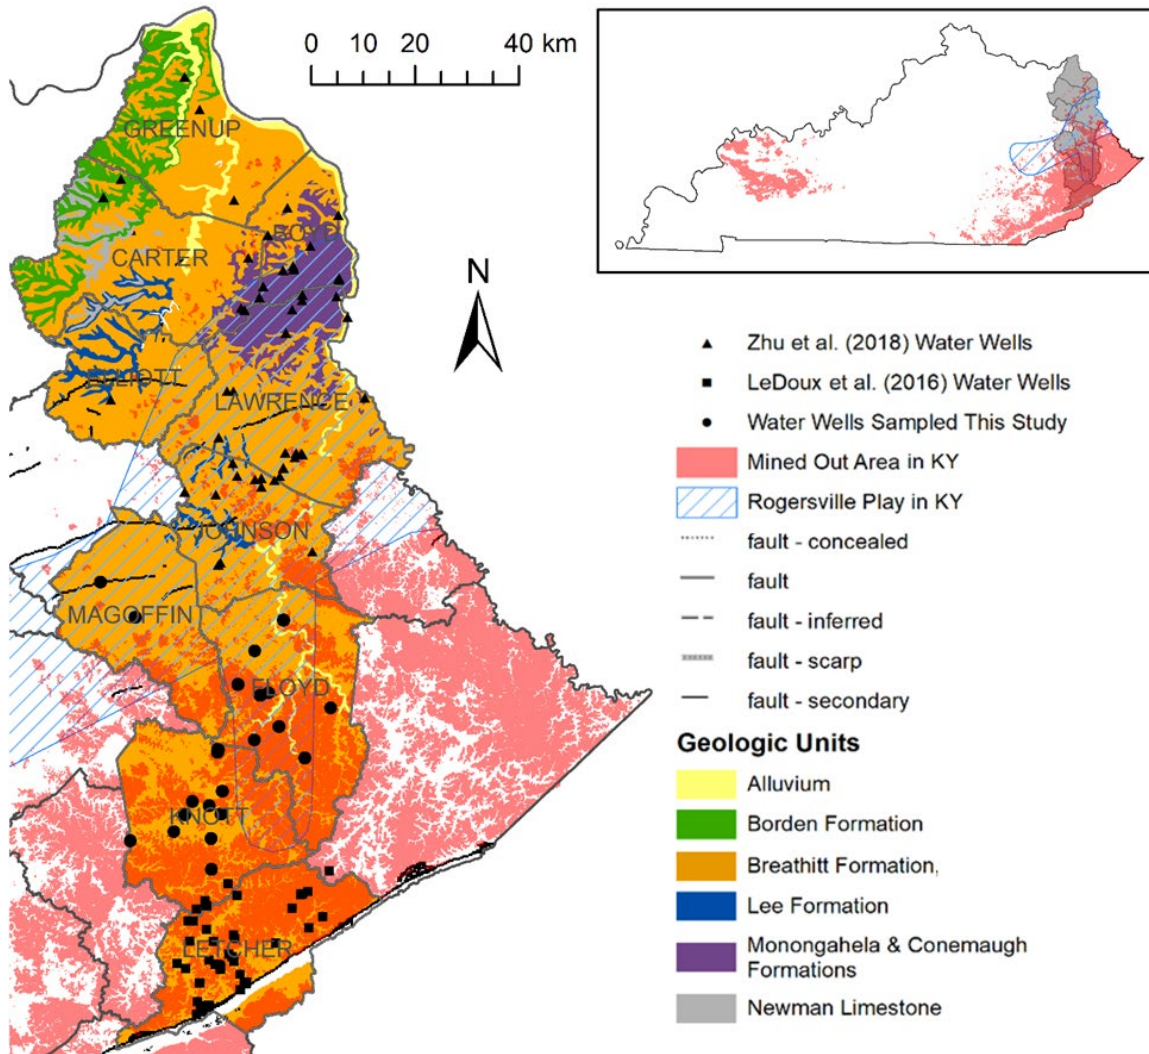 0 10 20 40 km
GREENUP
BOYD
CARTER
N
ELLIOTT
LAWRENCE
JOHNSON
MAGOFFIN
FLOYD
KNOTT
LETCHER
Zhu et al. (2018) Water Wells
LeDoux et al. (2016) Water Wells
Water Wells Sampled This Study
Mined Out Area in KY
Rogersville Play in KY
fault - concealed
fault
fault - inferred
fault - scarp
fault - secondary
Geologic Units
Alluvium
Borden Formation
Breathitt Formation,
Lee Formation
Monongahela & Conemaugh
Formations
Newman Limestone